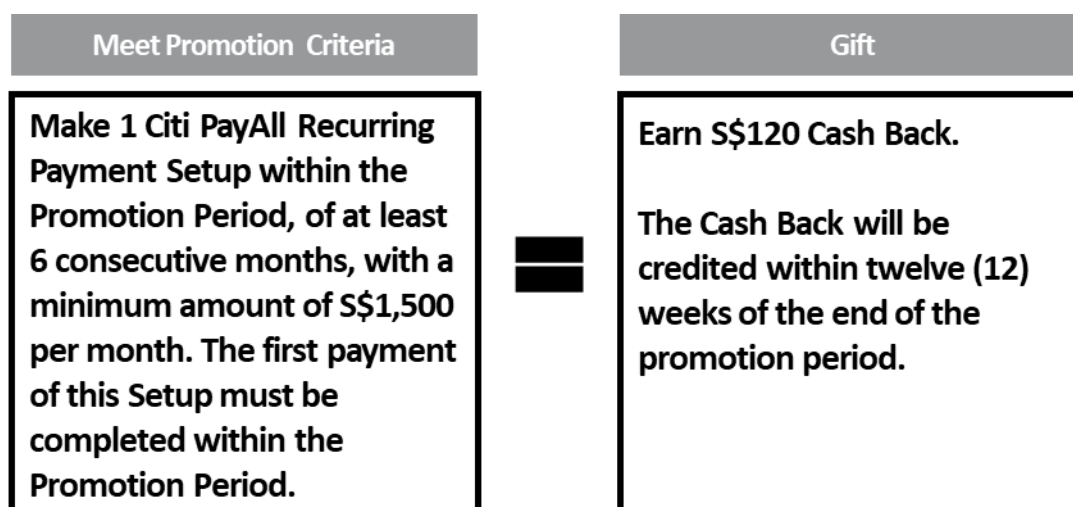 Meet Promotion Criteria
Gift
Make 1 Citi PayAll Recurring
Payment Setup within the
Promotion Period, of at least
6 consecutive months, with a
minimum amount of S$1,500
per month. The first payment
of this Setup must be
completed within the
Promotion Period.
Earn S$120 Cash Back.
The Cash Back will be
credited within twelve (12)
weeks of the end of the
promotion period.